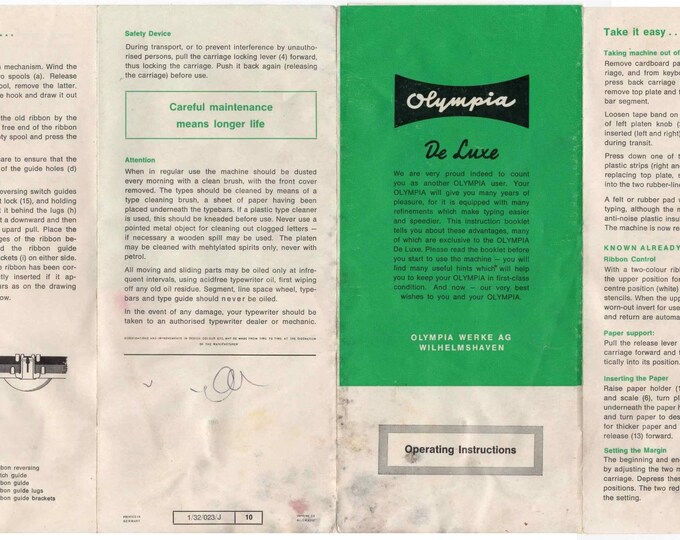 ...
n mechanism. Wind the
o spools (a). Release
ool, remove the latter,
e hook and draw it out
the old ribbon by the
free end of the ribbon
ty spool and press the
are to ensure that the
of the guide holes (d)
eversing switch guides
t lock (15), and holding
t it behind the lugs (h)
t a downward and then
upard pull. Place the
ges of the ribbon be-
d the ribbon guide
ckets (i) on either side.
he ribbon has been cor-
tly inserted if it ap-
ars as on the drawing
ow.
bon reversing
tch guide
bon guide
bon guide lugs
bon guide brackets
Safety Device
During transport, or to prevent interference by unautho-
rised persons, pull the carriage locking lever (4) forward,
thus locking the carriage. Push it back again (releasing
the carriage) before use.
Careful maintenance
means longer life
Attention
When in regular use the machine should be dusted
every morning with a clean brush, with the front cover
removed. The types should be cleaned by means of a
type cleaning brush, a sheet of paper having been
placed underneath the typebars. If a plastic type cleaner
is used, this should be kneaded before use. Never use a
pointed metal object for cleaning out clogged letters –
if necessary a wooden spill may be used. The platen
may be cleaned with mehtylated spirits only, never with
petrol.
All moving and sliding parts may be oiled only at infre-
quent intervals, using acidfree typewriter oil, first wiping
off any old oil residue. Segment, line space wheel, type-
bars and type guide should never be oiled.
In the event of any damage, your typewriter should be
taken to an authorised typewriter dealer or mechanic.
1/32/023/J 10
Olympia
De Luxe
We are very proud indeed to count
you as another OLYMPIA user. Your
OLYMPIA will give you many years of
pleasure, for it is equipped with many
refinements which make typing easier
and speedier. This instruction booklet
tells you about these advantages, many
of which are exclusive to the OLYMPIA
De Luxe. Please read the booklet before
you start to use the machine – you will
find many useful hints which will help
you to keep your OLYMPIA in first-class
condition. And now – our very best
wishes to you and your OLYMPIA.
OLYMPIA WERKE AG
WILHELMSHAVEN
Operating Instructions
Take it easy . .
Taking machine out of
Remove cardboard pa
riage, and from keybo
press back carriage
remove top plate and t
bar segment.
Loosen tape band on
of left platen knob (
inserted (left and right)
during transit.
Press down one of t
plastic strips (right and
replacing top plate, s
into the two rubber-line
A felt or rubber pad w
typing, although the m
anti-noise plastic insu
The machine is now re
KNOWN ALREADY
Ribbon Control
With a two-colour ribl
the upper position for
centre position (white)
stencils. When the upp
worn-out invert for use
and return are automa
Paper support:
Pull the release lever
carriage forward and t
tically into its position.
Inserting the Paper
Raise paper holder (1
and scale (6), turn pl
underneath the paper h
and turn paper to des
for thicker paper and
release (13) forward.
Setting the Margin
The beginning and en
by adjusting the two m
carriage. Depress the
positions. The two red
the setting.